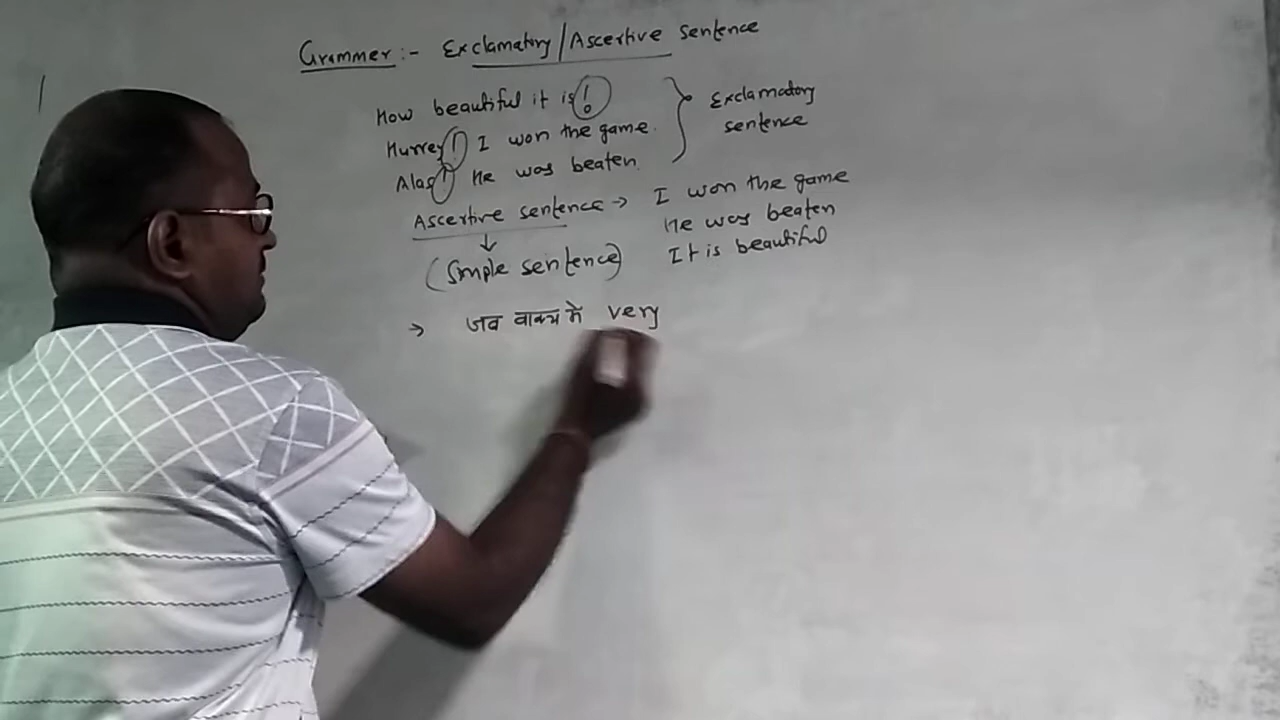 Grammer :- Exclamatory / Ascertive sentence
How beautiful it is !
Hurrey ! I won the game.
Alas ! He was beaten.
Exclamatory
sentence
Ascertive sentence → I won the game
He was beaten
It is beautiful
↓
(Simple sentence)
→ जब वाक्य में very